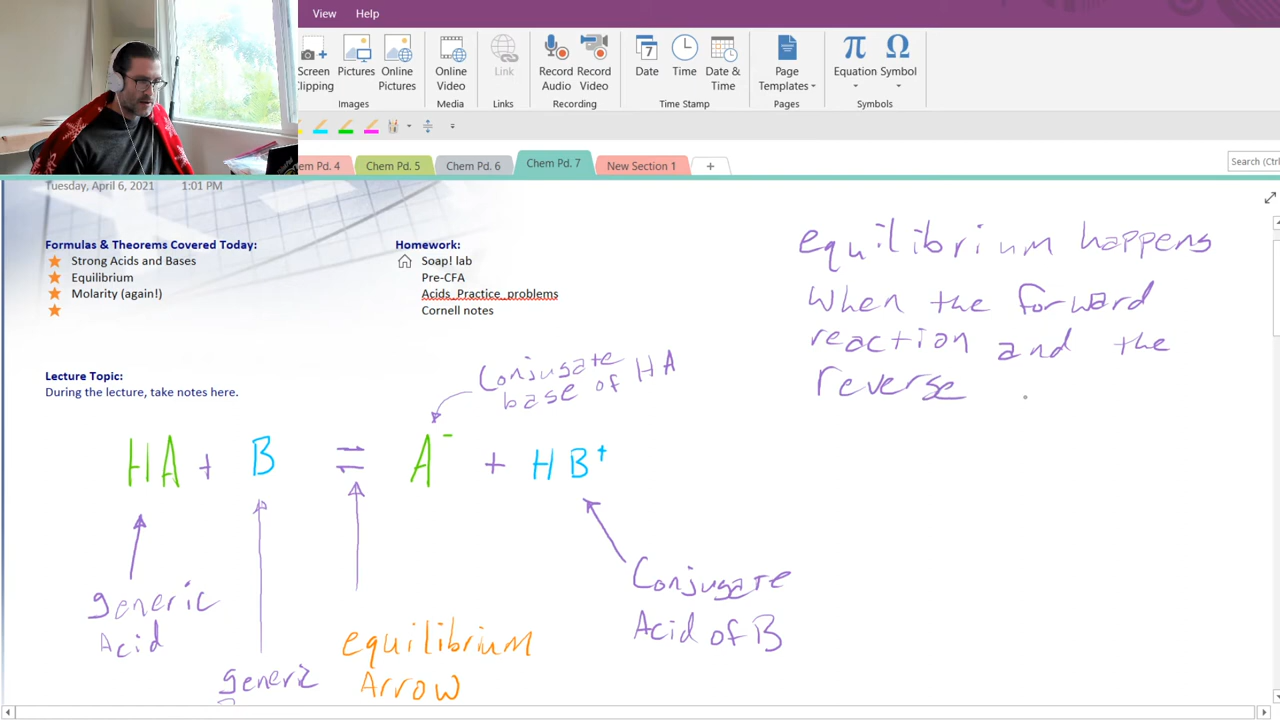 View Help
Screen Clipping
Pictures
Online Pictures
Online Video
Link
Record Audio
Record Video
Date
Time
Date & Time
Page Templates
Equation
Symbol
Images
Media
Links
Recording
Time Stamp
Pages
Symbols
Chem Pd. 5
Chem Pd. 6
Chem Pd. 7
New Section 1
+
Tuesday, April 6, 2021 1:01 PM
Formulas & Theorems Covered Today:
Strong Acids and Bases
Equilibrium
Molarity (again!)
Homework:
Soap! lab
Pre-CFA
Acids_Practice_problems
Cornell notes
Lecture Topic:
During the lecture, take notes here.
equilibrium happens
when the forward
reaction and the
reverse
Conjugate
base of HA
HA + B ⇌ A⁻ + HB⁺
generic
Acid
generic
equilibrium
Arrow
Conjugate
Acid of B